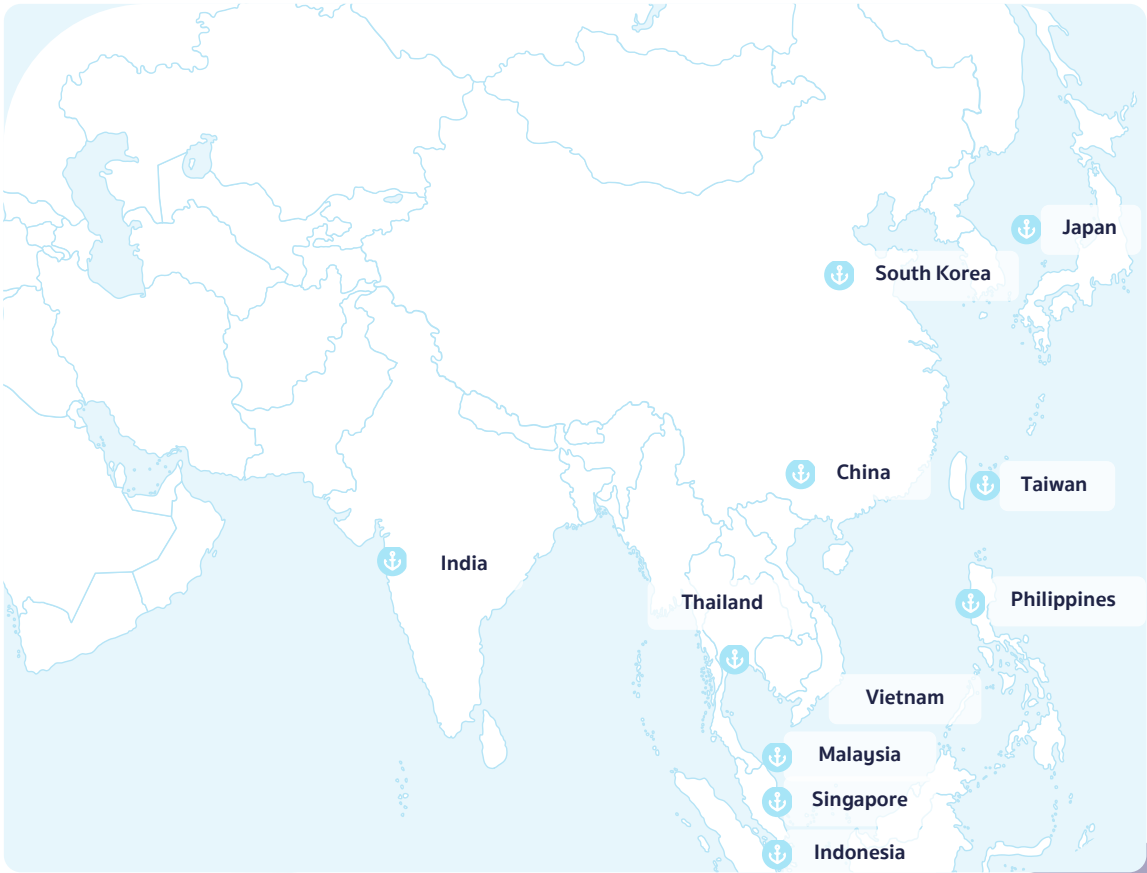 Japan
South Korea
China
Taiwan
India
Philippines
Thailand
Vietnam
Malaysia
Singapore
Indonesia